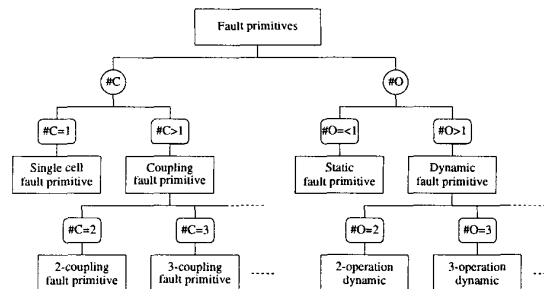 Fault primitives
#C
#O
#C=1
#C>1
#O=<1
#O>1
Single cell
fault primitive
Coupling
fault primitive
Static
fault primitive
Dynamic
fault primitive
#C=2
#C=3
#O=2
#O=3
2-coupling
fault primitive
3-coupling
fault primitive
2-operation
dynamic
3-operation
dynamic